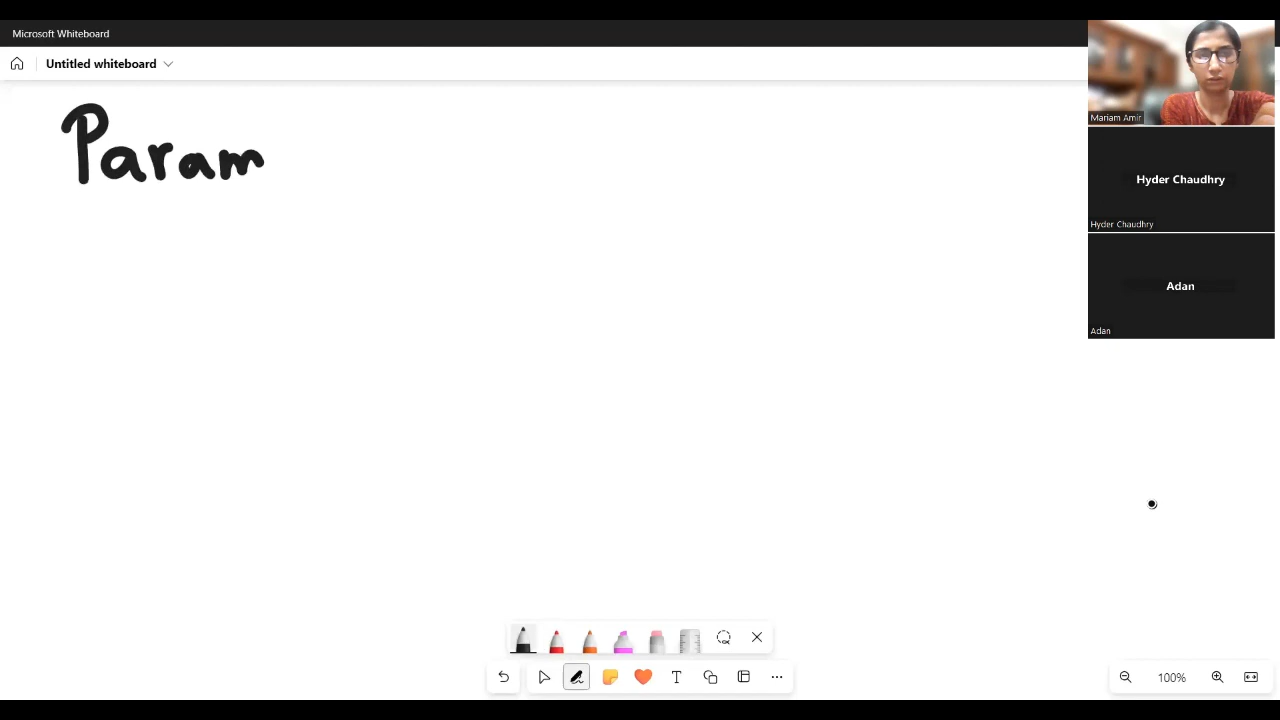 Microsoft Whiteboard
Untitled whiteboard
Param
Mariam Amir
Hyder Chaudhry
Hyder Chaudhry
Adan
Adan
T
100%